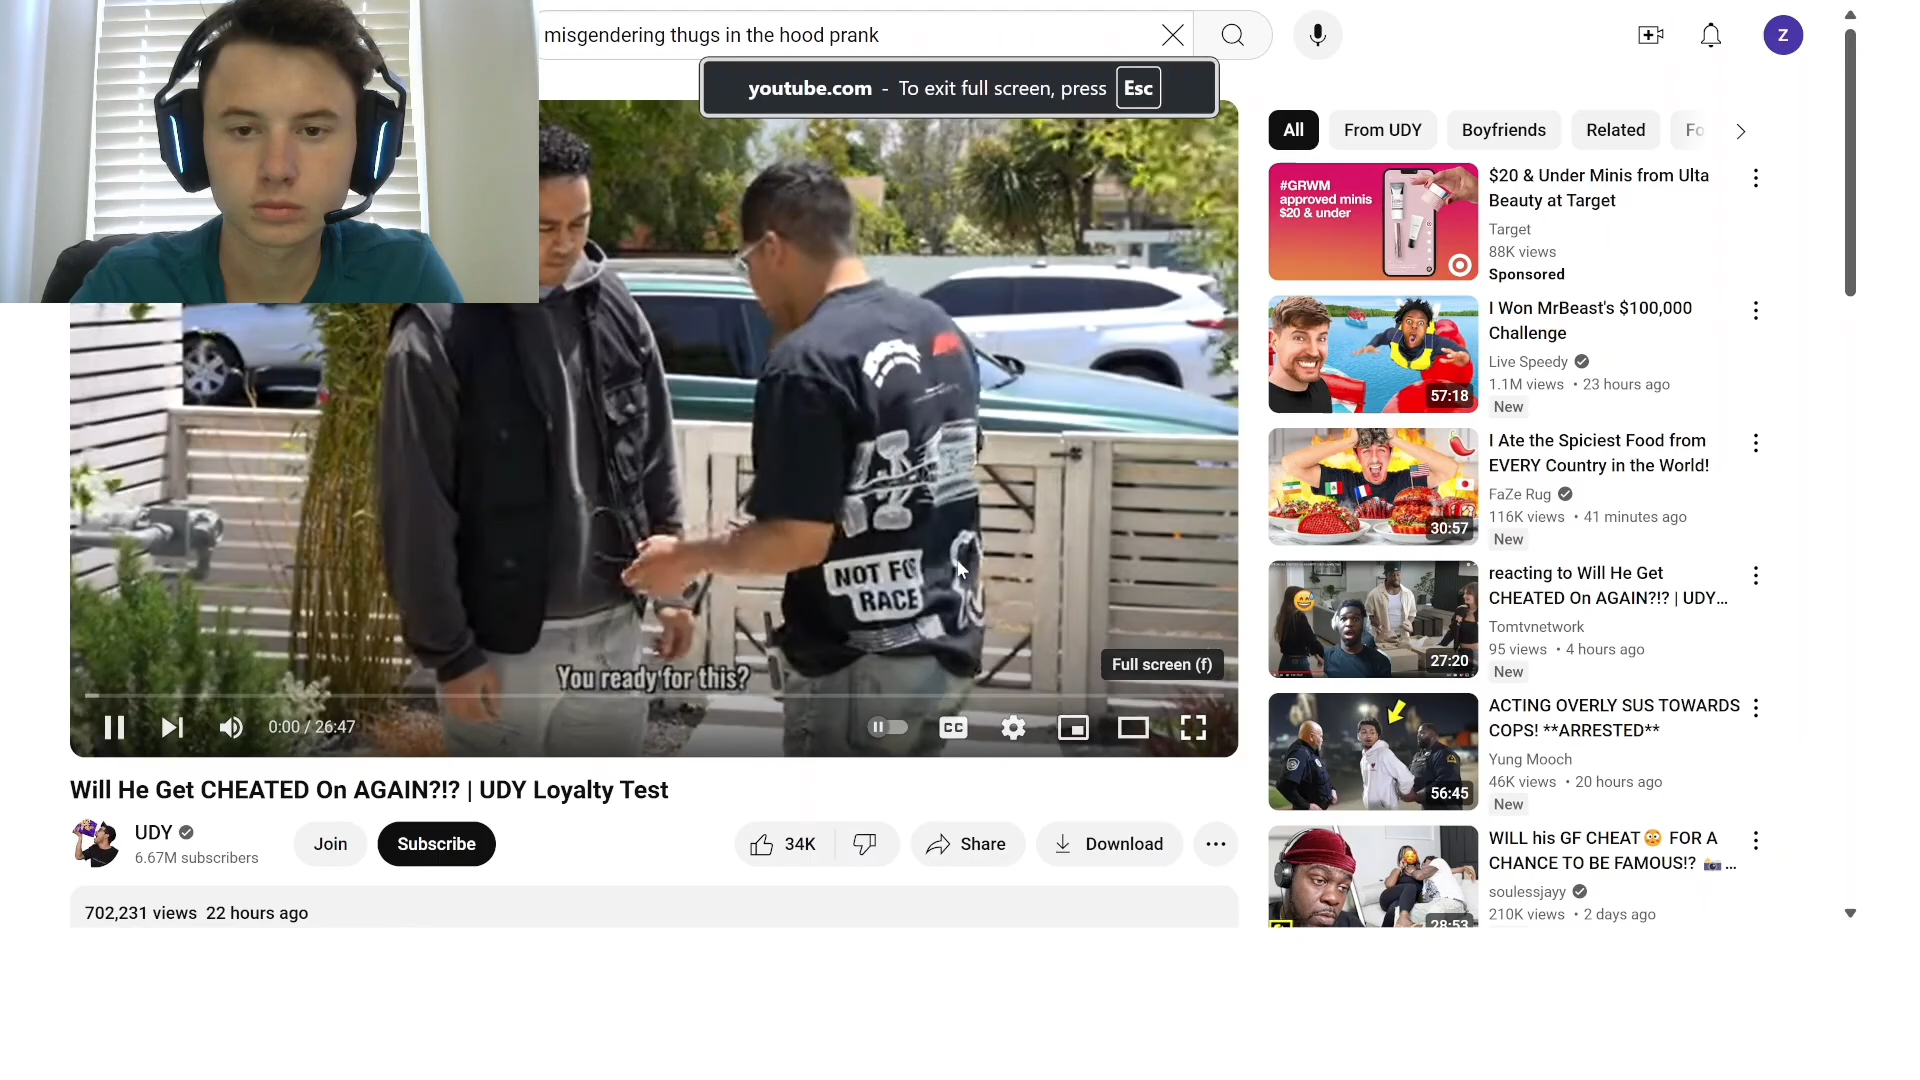 misgendering thugs in the hood prank
Z
youtube.com - To exit full screen, press Esc
NOT FO
RACE
You ready for this?
Full screen (f)
0:00 / 26:47
CC
Will He Get CHEATED On AGAIN?!? | UDY Loyalty Test
UDY
6.67M subscribers
Join
Subscribe
34K
Share
Download
702,231 views 22 hours ago
All
From UDY
Boyfriends
Related
Fo
#GRWM
approved minis
$20 & under
$20 & Under Minis from Ulta
Beauty at Target
Target
88K views
Sponsored
57:18
I Won MrBeast's $100,000
Challenge
Live Speedy
1.1M views • 23 hours ago
New
30:57
I Ate the Spiciest Food from
EVERY Country in the World!
FaZe Rug
116K views • 41 minutes ago
New
27:20
reacting to Will He Get
CHEATED On AGAIN?!? | UDY...
Tomtvnetwork
95 views • 4 hours ago
New
56:45
ACTING OVERLY SUS TOWARDS
COPS! **ARRESTED**
Yung Mooch
46K views • 20 hours ago
New
28:53
WILL his GF CHEAT😳 FOR A
CHANCE TO BE FAMOUS!? 📸 ...
soulessjayy
210K views • 2 days ago